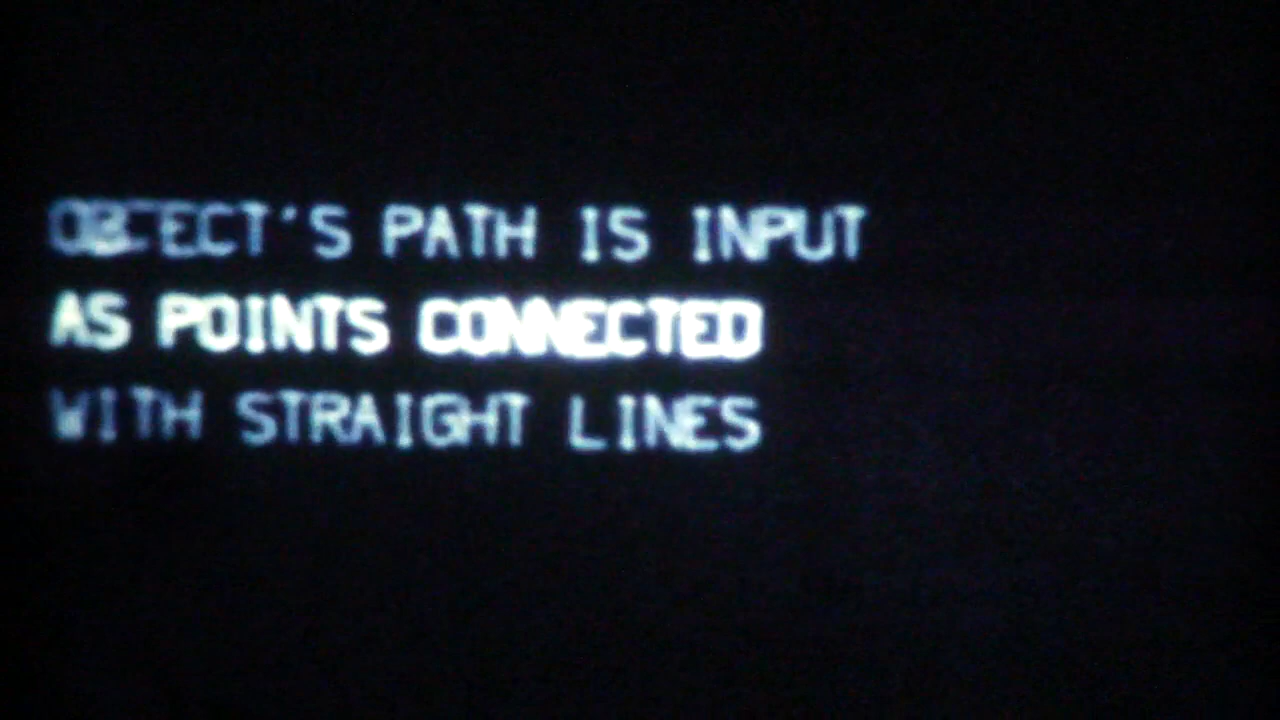 OBJECT'S PATH IS INPUT
AS POINTS CONNECTED
WITH STRAIGHT LINES